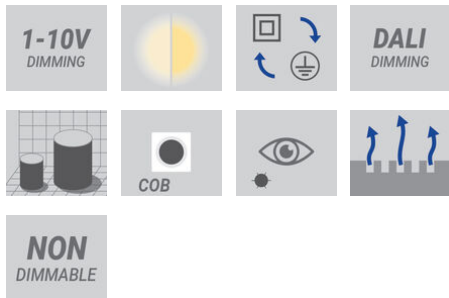 1-10V
DIMMING
DALI
DIMMING
COB
NON
DIMMABLE